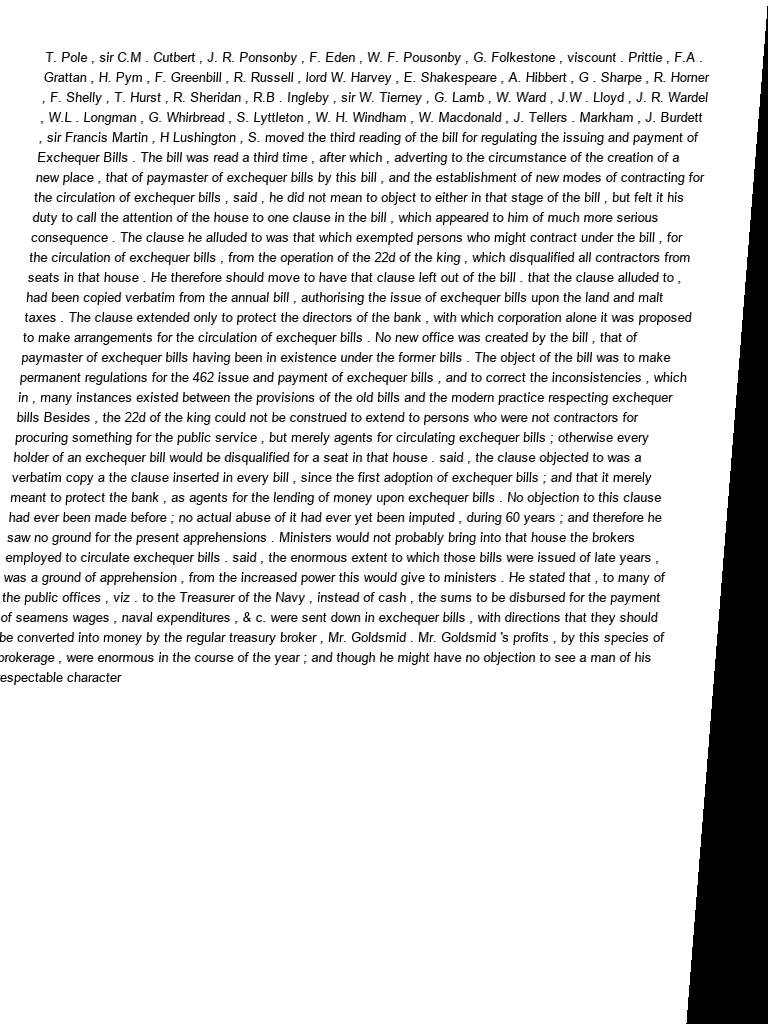 T. Pole , sir C.M . Cutbert , J. R. Ponsonby , F. Eden , W. F. Pousonby , G. Folkestone , viscount . Prittie , F.A .
Grattan , H. Pym , F. Greenbill , R. Russell , lord W. Harvey , E. Shakespeare , A. Hibbert , G . Sharpe , R. Horner
, F. Shelly , T. Hurst , R. Sheridan , R.B . Ingleby , sir W. Tierney , G. Lamb , W. Ward , J.W . Lloyd , J. R. Wardel
, W.L . Longman , G. Whirbread , S. Lyttleton , W. H. Windham , W. Macdonald , J. Tellers . Markham , J. Burdett
, sir Francis Martin , H Lushington , S. moved the third reading of the bill for regulating the issuing and payment of
Exchequer Bills . The bill was read a third time , after which , adverting to the circumstance of the creation of a
new place , that of paymaster of exchequer bills by this bill , and the establishment of new modes of contracting for
the circulation of exchequer bills , said , he did not mean to object to either in that stage of the bill , but felt it his
duty to call the attention of the house to one clause in the bill , which appeared to him of much more serious
consequence . The clause he alluded to was that which exempted persons who might contract under the bill , for
the circulation of exchequer bills , from the operation of the 22d of the king , which disqualified all contractors from
seats in that house . He therefore should move to have that clause left out of the bill . that the clause alluded to ,
had been copied verbatim from the annual bill , authorising the issue of exchequer bills upon the land and malt
taxes . The clause extended only to protect the directors of the bank , with which corporation alone it was proposed
to make arrangements for the circulation of exchequer bills . No new office was created by the bill , that of
paymaster of exchequer bills having been in existence under the former bills . The object of the bill was to make
permanent regulations for the 462 issue and payment of exchequer bills , and to correct the inconsistencies , which
in , many instances existed between the provisions of the old bills and the modern practice respecting exchequer
bills Besides , the 22d of the king could not be construed to extend to persons who were not contractors for
procuring something for the public service , but merely agents for circulating exchequer bills ; otherwise every
holder of an exchequer bill would be disqualified for a seat in that house . said , the clause objected to was a
verbatim copy a the clause inserted in every bill , since the first adoption of exchequer bills ; and that it merely
meant to protect the bank , as agents for the lending of money upon exchequer bills . No objection to this clause
had ever been made before ; no actual abuse of it had ever yet been imputed , during 60 years ; and therefore he
saw no ground for the present apprehensions . Ministers would not probably bring into that house the brokers
employed to circulate exchequer bills . said , the enormous extent to which those bills were issued of late years ,
was a ground of apprehension , from the increased power this would give to ministers . He stated that , to many of
the public offices , viz . to the Treasurer of the Navy , instead of cash , the sums to be disbursed for the payment
of seamens wages , naval expenditures , & c. were sent down in exchequer bills , with directions that they should
be converted into money by the regular treasury broker , Mr. Goldsmid . Mr. Goldsmid 's profits , by this species of
brokerage , were enormous in the course of the year ; and though he might have no objection to see a man of his
respectable character